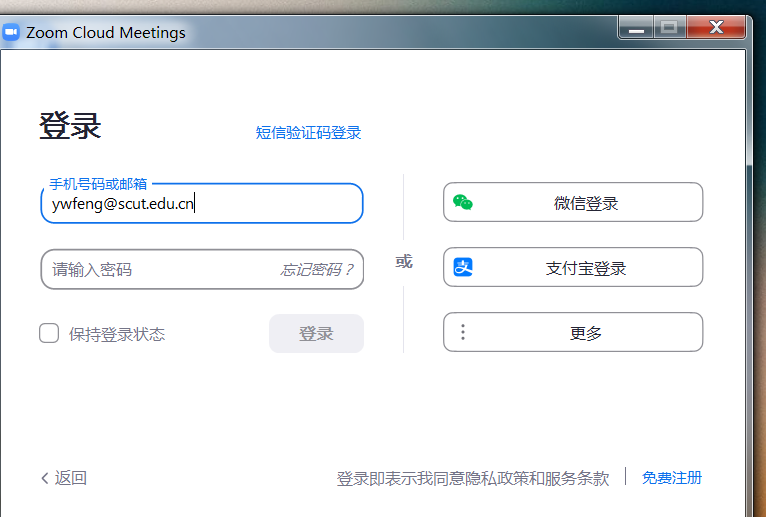 Zoom Cloud Meetings
登录
短信验证码登录
手机号码或邮箱
ywfeng@scut.edu.cn
请输入密码
忘记密码？
保持登录状态
登录
或
微信登录
支付宝登录
更多
返回
登录即表示我同意隐私政策和服务条款
免费注册